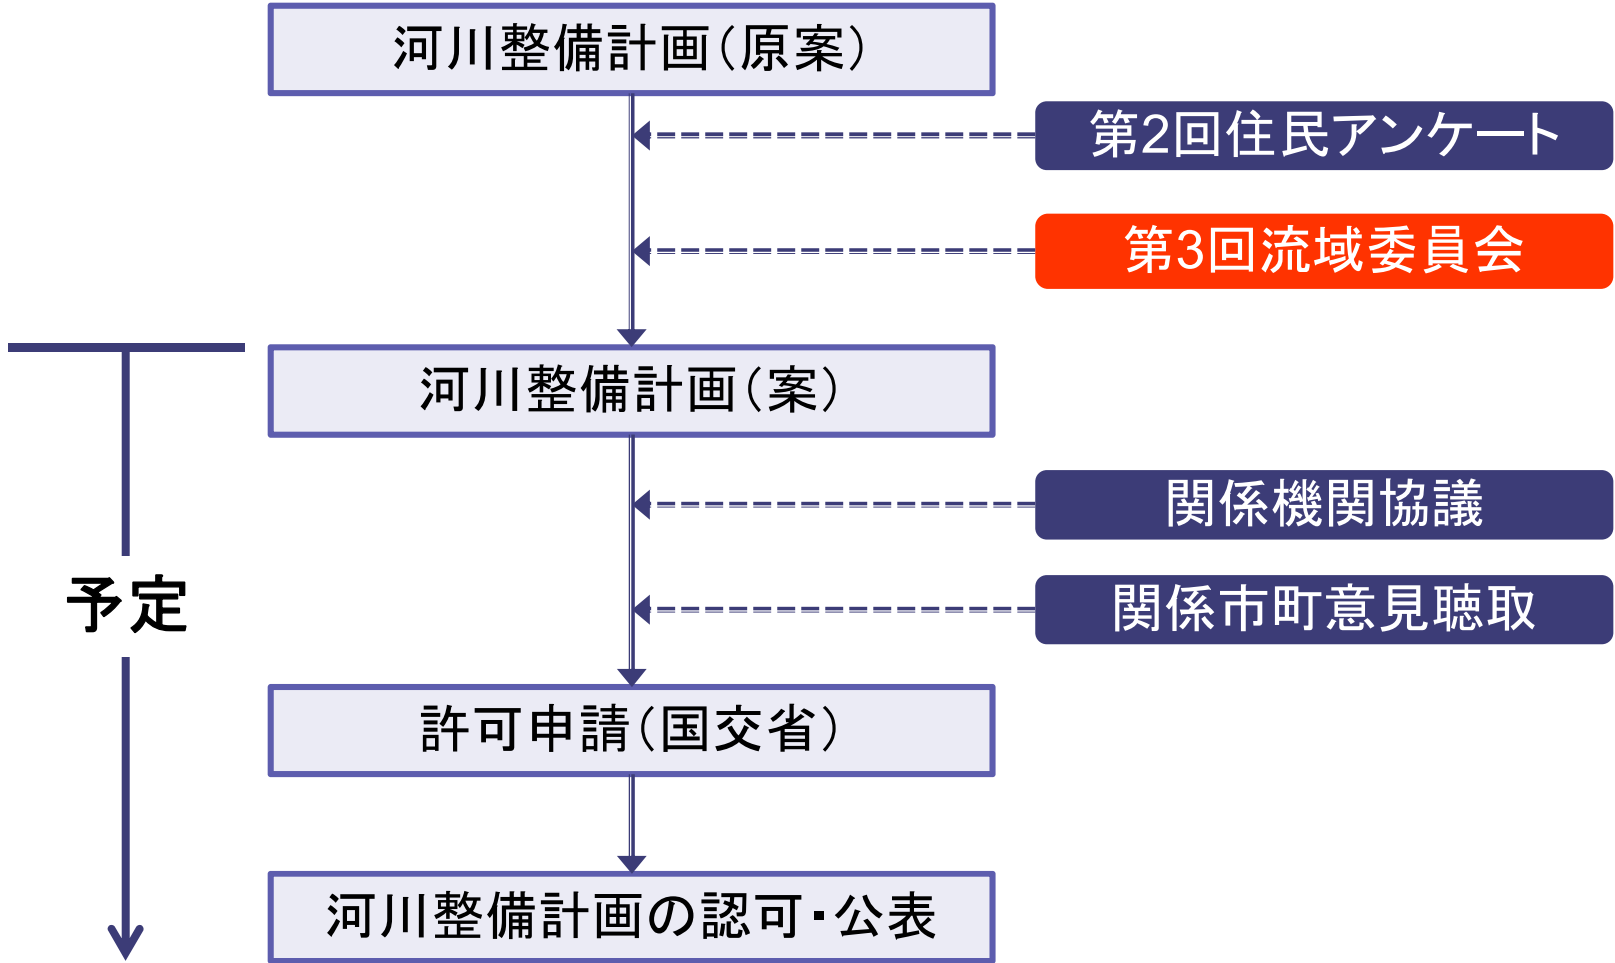 河川整備計画(原案)
第2回住民アンケート
第3回流域委員会
河川整備計画(案)
関係機関協議
予定
関係市町意見聴取
許可申請(国交省)
河川整備計画の認可・公表